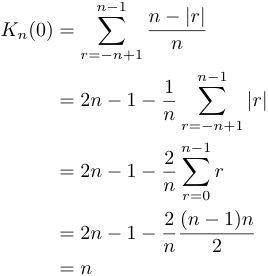 $K_n(0) = \sum_{r=-n+1}^{n-1} \frac{n-|r|}{n}$
$= 2n - 1 - \frac{1}{n} \sum_{r=-n+1}^{n-1} |r|$
$= 2n - 1 - \frac{2}{n} \sum_{r=0}^{n-1} r$
$= 2n - 1 - \frac{2}{n} \frac{(n-1)n}{2}$
$= n$